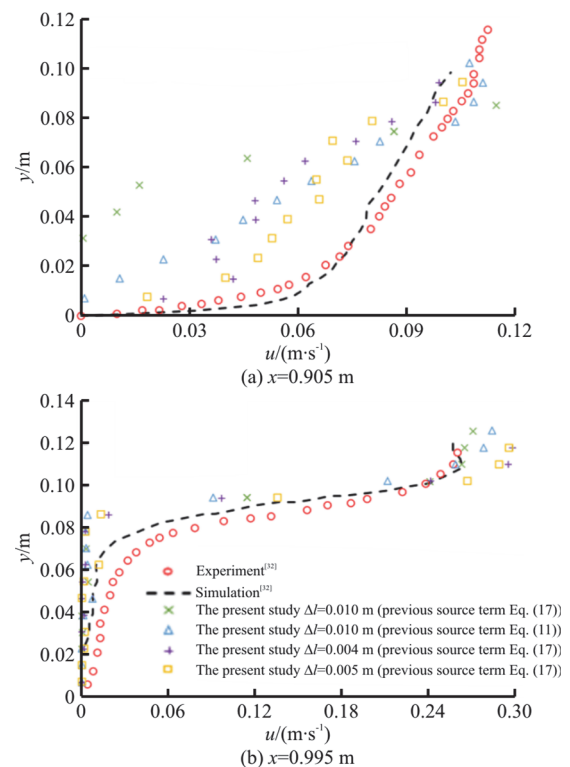 0.12
0.10
0.08
0.06
0.04
0.02
0
y/m
0 0.03 0.06 0.09 0.12
u/(m·s⁻¹)
(a) x=0.905 m
0.14
0.12
0.10
0.08
0.06
0.04
0.02
0
y/m
Experiment[32]
Simulation[32]
The present study Δl=0.010 m (previous source term Eq. (17))
The present study Δl=0.010 m (previous source term Eq. (11))
The present study Δl=0.004 m (previous source term Eq. (17))
The present study Δl=0.005 m (previous source term Eq. (17))
0 0.06 0.12 0.18 0.24 0.30
u/(m·s⁻¹)
(b) x=0.995 m